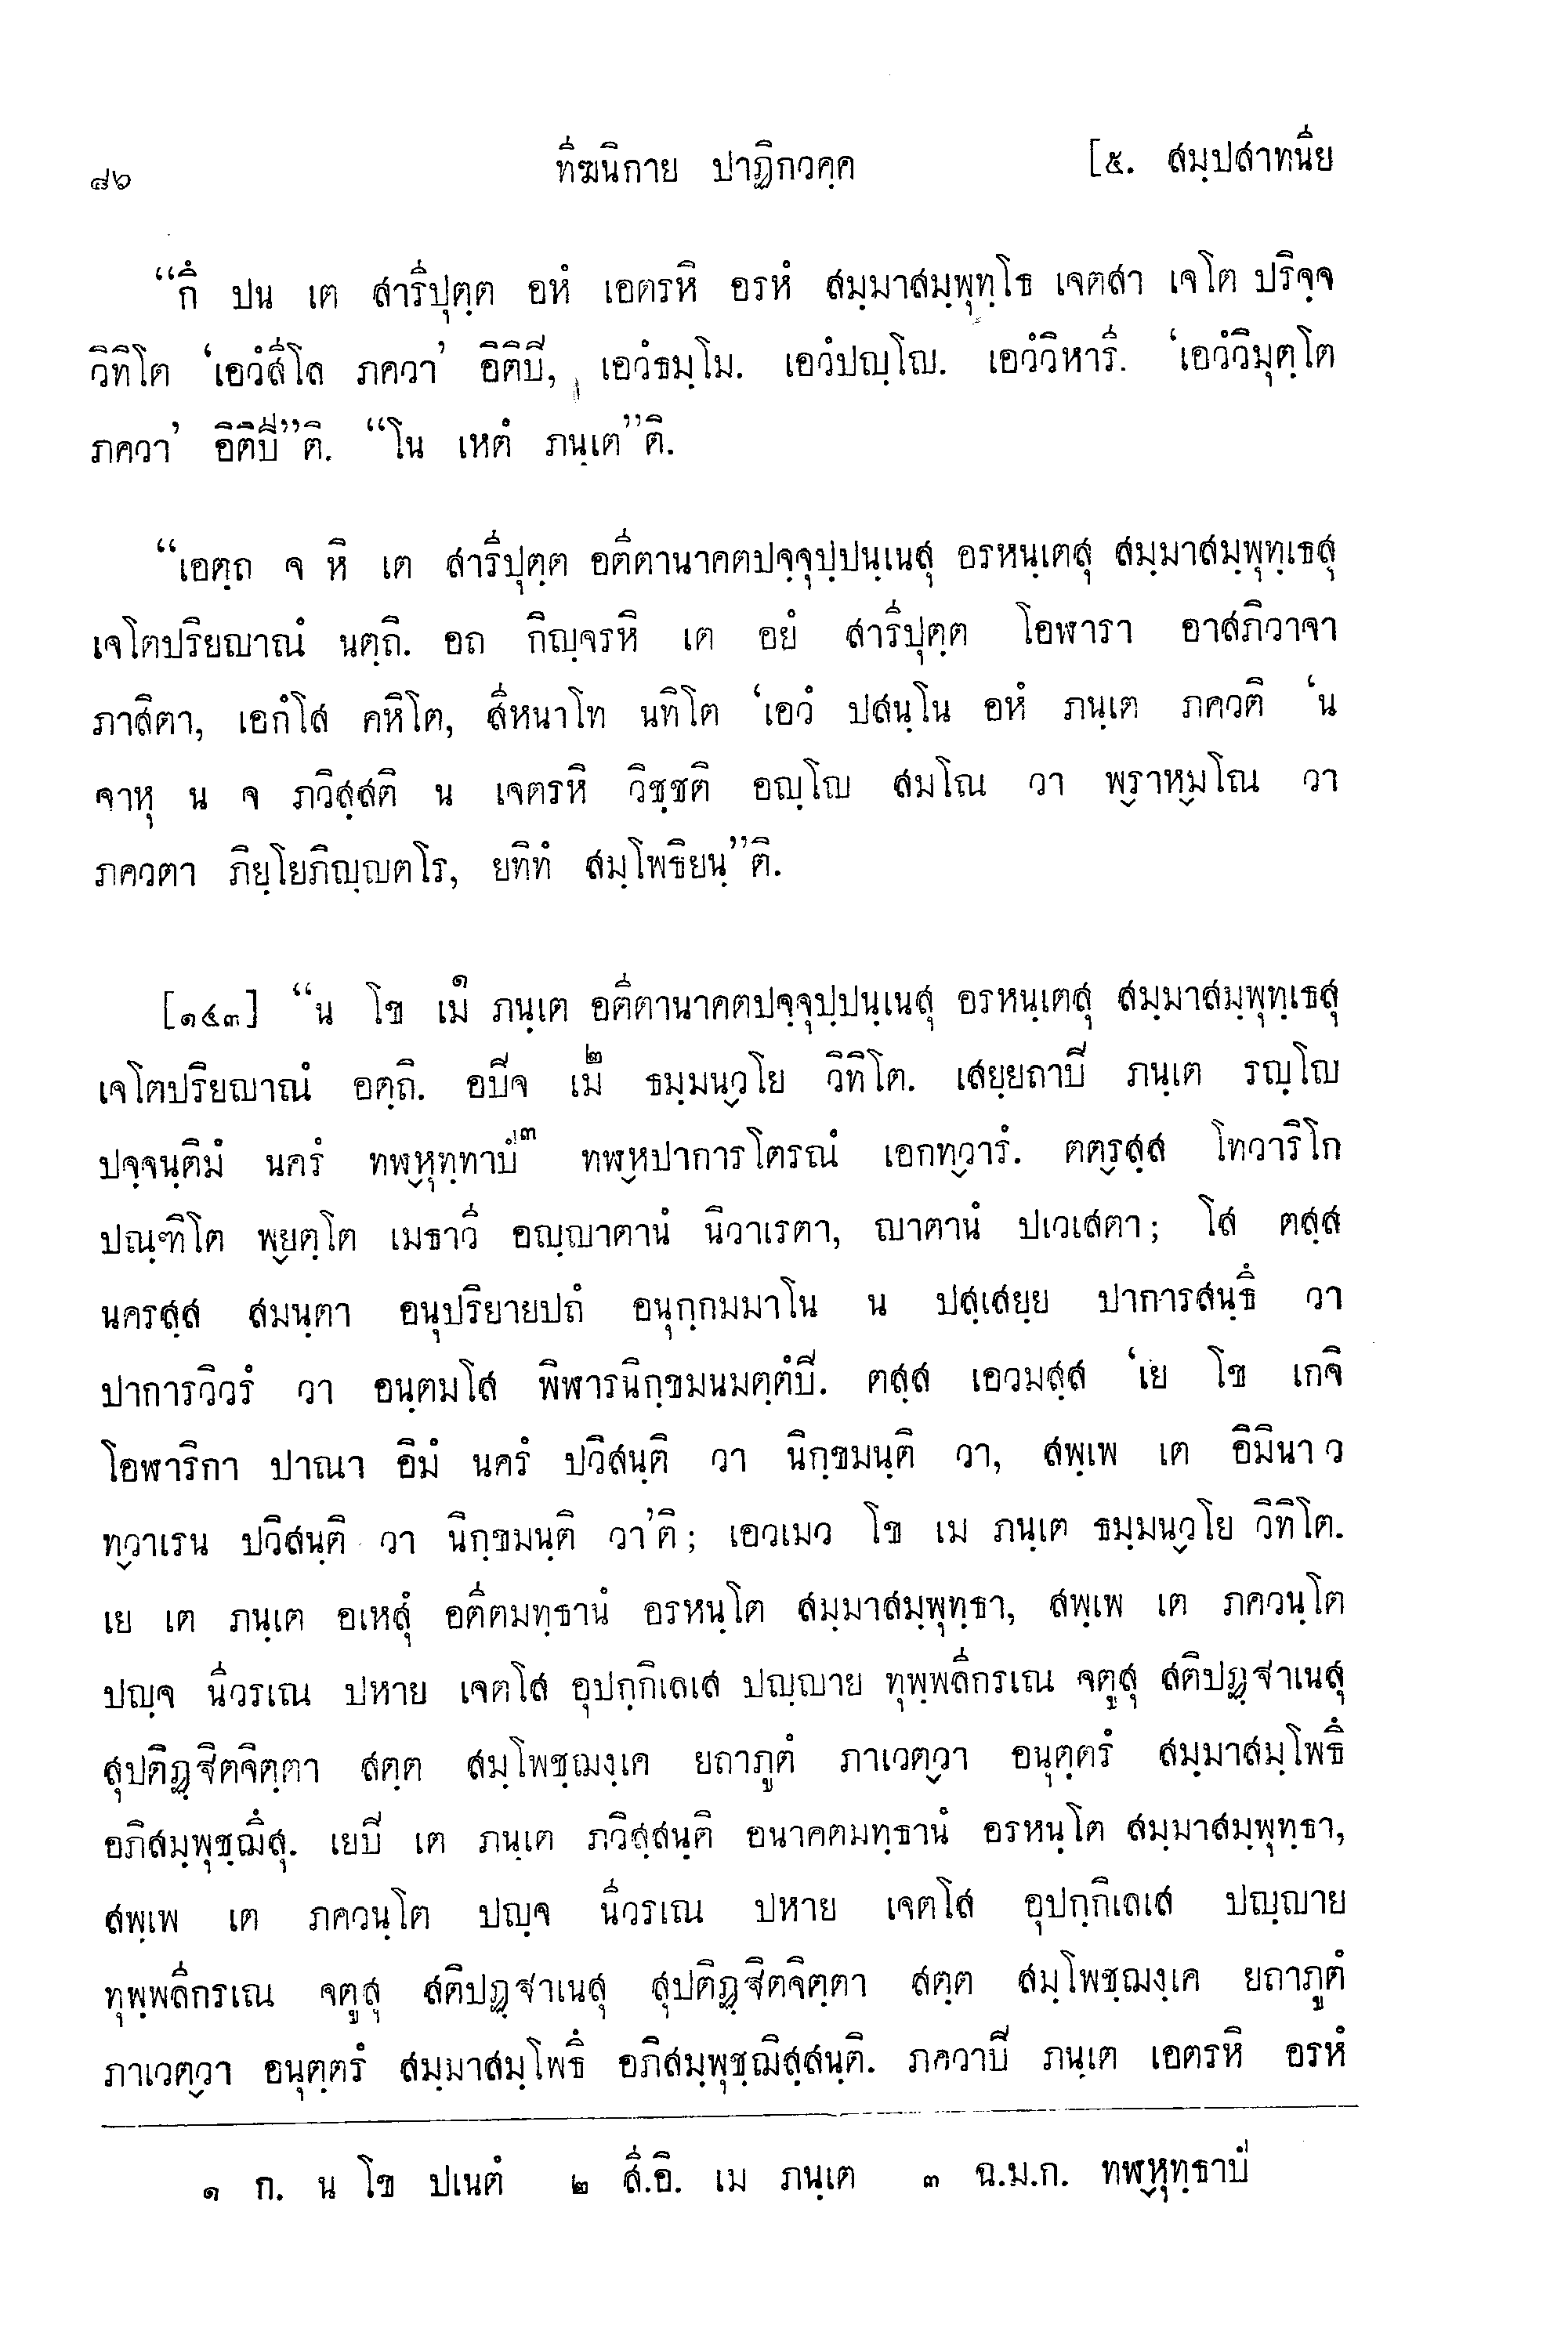 ๘๖ ทีฆนิกาย ปาฏิกวคฺค [๕. สมฺปสาทนีย
“กึ ปน เต สารีปุตฺต อหํ เอตรหิ อรหํ สมฺมาสมฺพุทฺโธ เจตสา เจโต ปริจฺจ
วิทิโต ‘เอวํสีโล ภควา’ อิติปิ, เอวํธมฺโม. เอวํปญฺโญ. เอวํวิหารี. ‘เอวํวิมุตฺโต
ภควา’ อิติปี”ติ. “โน เหตํ ภนฺเต”ติ.
“เอตฺถ จ หิ เต สารีปุตฺต อตีตานาคตปจฺจุปฺปนฺเนสุ อรหนฺเตสุ สมฺมาสมฺพุทฺเธสุ
เจโตปริยญาณํ นตฺถิ. อถ กิญฺจรหิ เต อยํ สารีปุตฺต โอฬารา อาสภิวาจา
ภาสิตา, เอกํโส คหิโต, สีหนาโท นทิโต ‘เอวํ ปสนฺโน อหํ ภนฺเต ภควติ ‘น
จาหุ น จ ภวิสฺสติ น เจตรหิ วิชฺชติ อญฺโญ สมโณ วา พฺราหฺมโณ วา
ภควตา ภิยฺโยภิญฺญตโร, ยทิทํ สมฺโพธิยนฺ”ติ.
[๑๔๓] “น โข เม๑ ภนฺเต อตีตานาคตปจฺจุปฺปนฺเนสุ อรหนฺเตสุ สมฺมาสมฺพุทฺเธสุ
เจโตปริยญาณํ อตฺถิ. อปิจ เม๒ ธมฺมนฺวโย วิทิโต. เสยฺยถาปิ ภนฺเต รญฺโญ
ปจฺจนฺติมํ นครํ ทฬฺหุทฺทาปํ๓ ทฬฺหปาการโตรณํ เอกทฺวารํ. ตตฺรสฺส โทวาริโก
ปณฺฑิโต พฺยตฺโต เมธาวี อญฺญาตานํ นิวาเรตา, ญาตานํ ปเวเสตา; โส ตสฺส
นครสฺส สมนฺตา อนุปริยายปถํ อนุกฺกมมาโน น ปสฺเสยฺย ปาการสนฺธึ วา
ปาการวิวรํ วา อนฺตมโส พิฬารนิกฺขมนมตฺตํปิ. ตสฺส เอวมสฺส ‘เย โข เกจิ
โอฬาริกา ปาณา อิมํ นครํ ปวิสนฺติ วา นิกฺขมนฺติ วา, สพฺเพ เต อิมินา ว
ทฺวาเรน ปวิสนฺติ วา นิกฺขมนฺติ วา’ติ; เอวเมว โข เม ภนฺเต ธมฺมนฺวโย วิทิโต.
เย เต ภนฺเต อเหสุํ อตีตมทฺธานํ อรหนฺโต สมฺมาสมฺพุทฺธา, สพฺเพ เต ภควนฺโต
ปญฺจ นีวรเณ ปหาย เจตโส อุปกฺกิเลเส ปญฺญาย ทุพฺพลีกรเณ จตูสุ สติปฏฺฐาเนสุ
สุปติฏฺฐิตจิตฺตา สตฺต สมฺโพชฺฌงฺเค ยถาภูตํ ภาเวตฺวา อนุตฺตรํ สมฺมาสมฺโพธึ
อภิสมฺพุชฺฌึสุ. เยปิ เต ภนฺเต ภวิสฺสนฺติ อนาคตมทฺธานํ อรหนฺโต สมฺมาสมฺพุทฺธา,
สพฺเพ เต ภควนฺโต ปญฺจ นีวรเณ ปหาย เจตโส อุปกฺกิเลเส ปญฺญาย
ทุพฺพลีกรเณ จตูสุ สติปฏฺฐาเนสุ สุปติฏฺฐิตจิตฺตา สตฺต สมฺโพชฺฌงฺเค ยถาภูตํ
ภาเวตฺวา อนุตฺตรํ สมฺมาสมฺโพธึ อภิสมฺพุชฺฌิสฺสนฺติ. ภควาปิ ภนฺเต เอตรหิ อรหํ
๑ ก. น โข ปเนตํ ๒ สี.อิ. เม ภนฺเต ๓ ฉ.ม.ก. ทฬฺหุทฺธาปํ